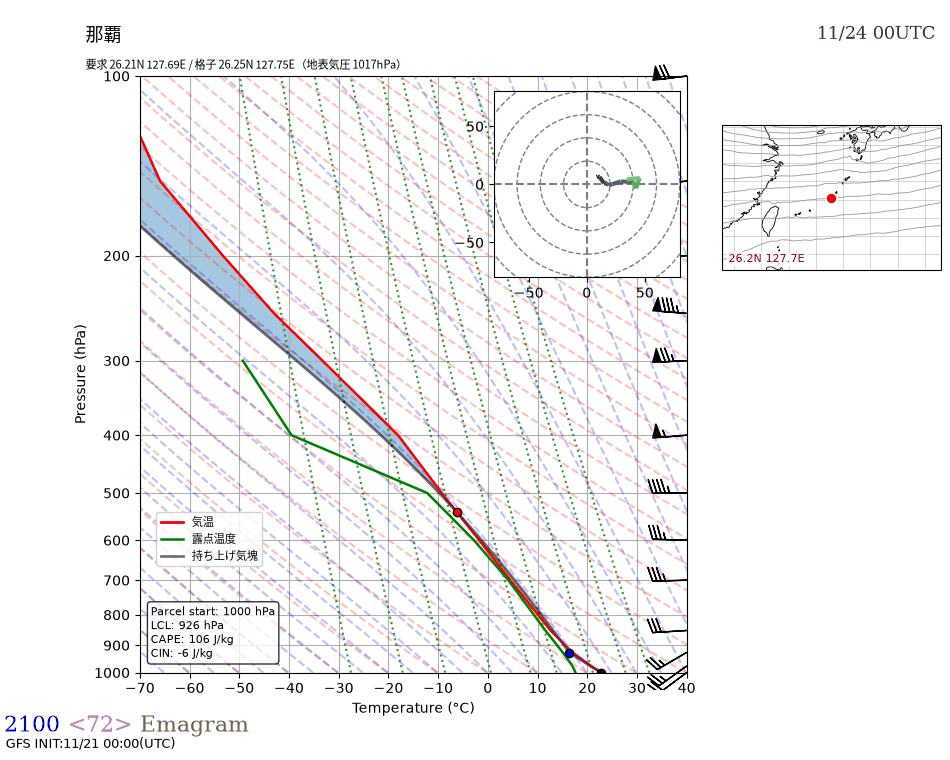 那覇
11/24 00UTC
要求 26.21N 127.69E / 格子 26.25N 127.75E（地表気圧 1017hPa）
100
200
300
400
500
600
700
800
900
1000
Pressure (hPa)
−70 −60 −50 −40 −30 −20 −10 0 10 20 30 40
Temperature (°C)
50
0
−50
−50 0 50
26.2N 127.7E
気温
露点温度
持ち上げ気塊
Parcel start: 1000 hPa
LCL: 926 hPa
CAPE: 106 J/kg
CIN: -6 J/kg
2100 <72> Emagram
GFS INIT:11/21 00:00(UTC)